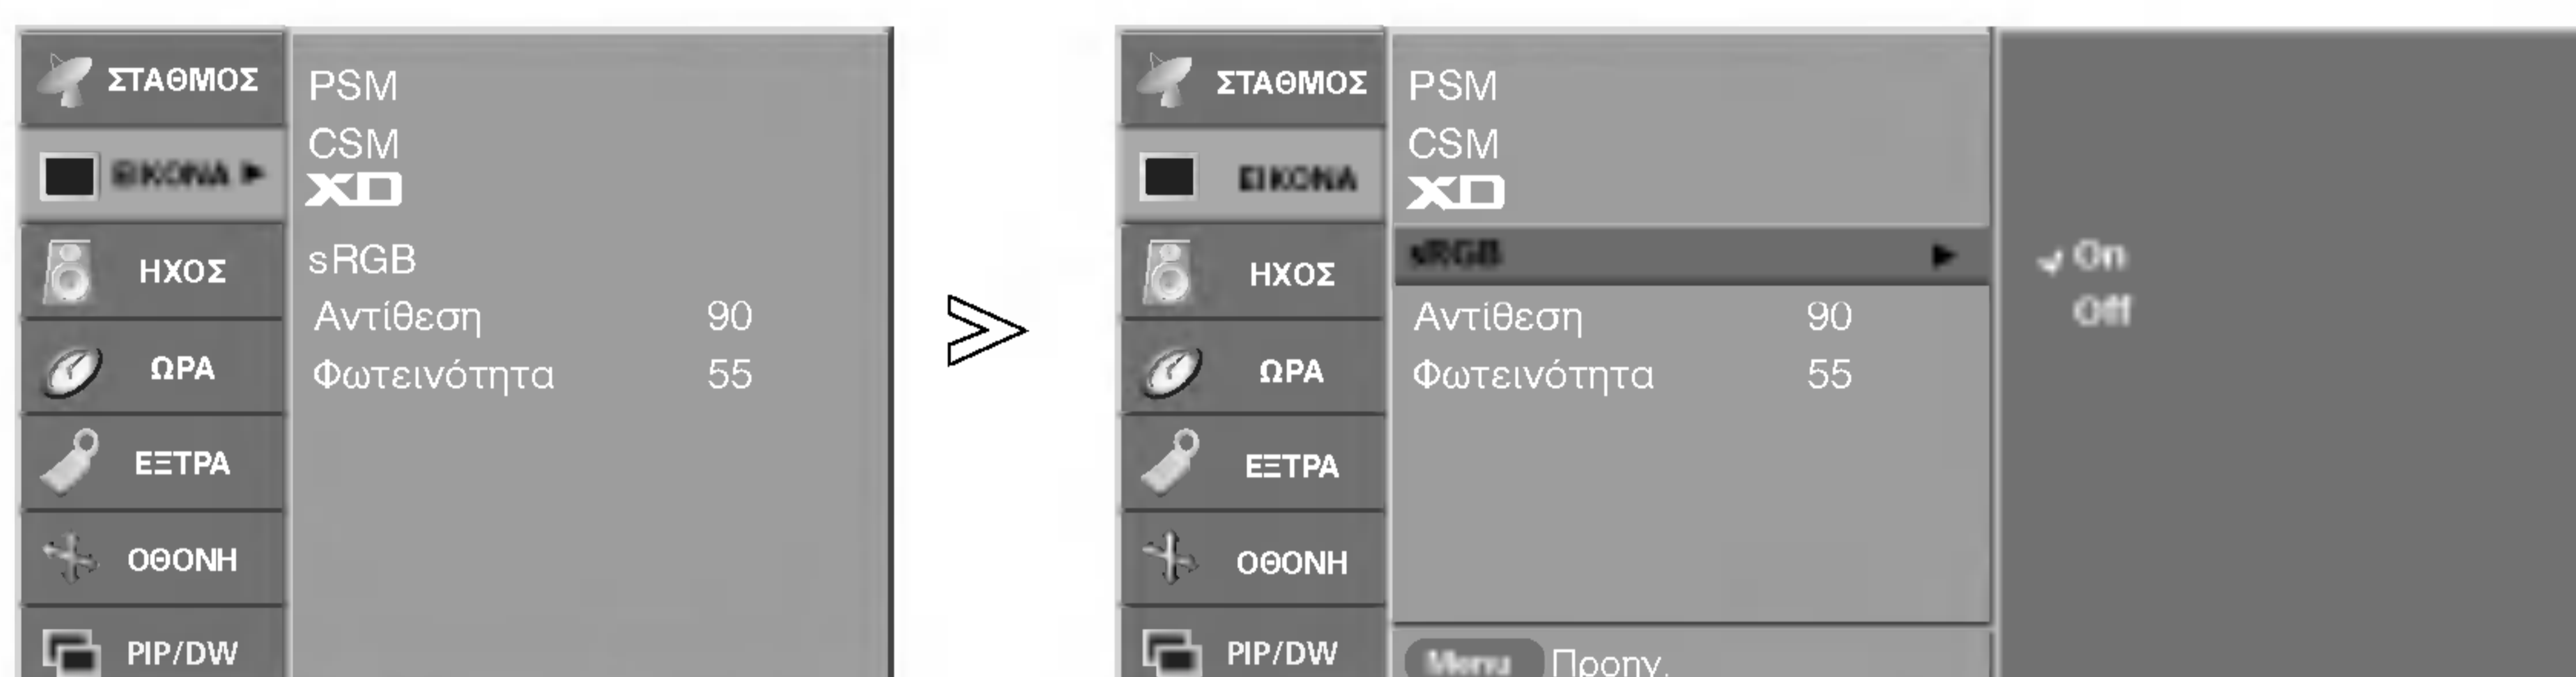 ΣΤΑΘΜΟΣ
ΕΙΚΟΝΑ ►
ΗΧΟΣ
ΩΡΑ
ΕΞΤΡΑ
ΟΘΟΝΗ
PIP/DW
PSM
CSM
XD
sRGB
Αντίθεση 90
Φωτεινότητα 55
ΣΤΑΘΜΟΣ
ΕΙΚΟΝΑ
ΗΧΟΣ
ΩΡΑ
ΕΞΤΡΑ
ΟΘΟΝΗ
PIP/DW
PSM
CSM
XD
sRGB ►
Αντίθεση 90
Φωτεινότητα 55
Menu Προηγ.
✓ On
Off